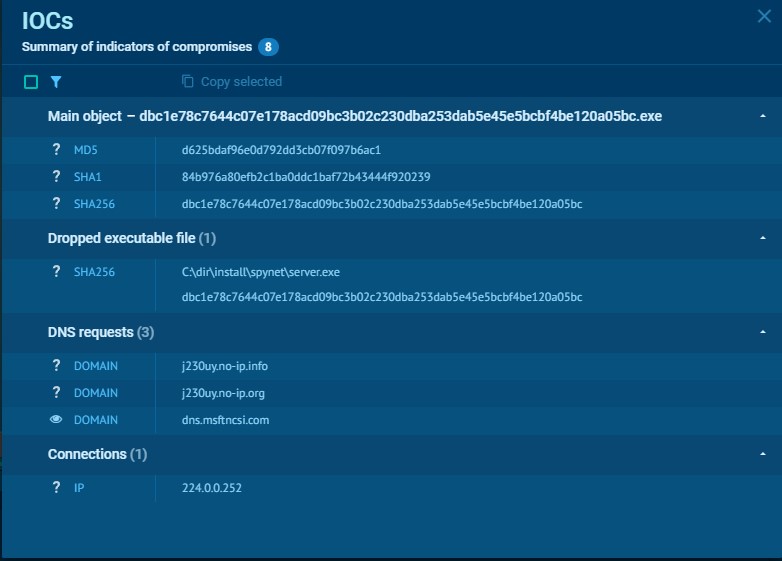 IOCs
Summary of indicators of compromises 8
Copy selected
Main object – dbc1e78c7644c07e178acd09bc3b02c230dba253dab5e45e5bcbf4be120a05bc.exe
? MD5 d625bdaf96e0d792dd3cb07f097b6ac1
? SHA1 84b976a80efb2c1ba0ddc1baf72b43444f920239
? SHA256 dbc1e78c7644c07e178acd09bc3b02c230dba253dab5e45e5bcbf4be120a05bc
Dropped executable file (1)
? SHA256 C:\dir\install\spynet\server.exe
dbc1e78c7644c07e178acd09bc3b02c230dba253dab5e45e5bcbf4be120a05bc
DNS requests (3)
? DOMAIN j230uy.no-ip.info
? DOMAIN j230uy.no-ip.org
DOMAIN dns.msftncsi.com
Connections (1)
? IP 224.0.0.252